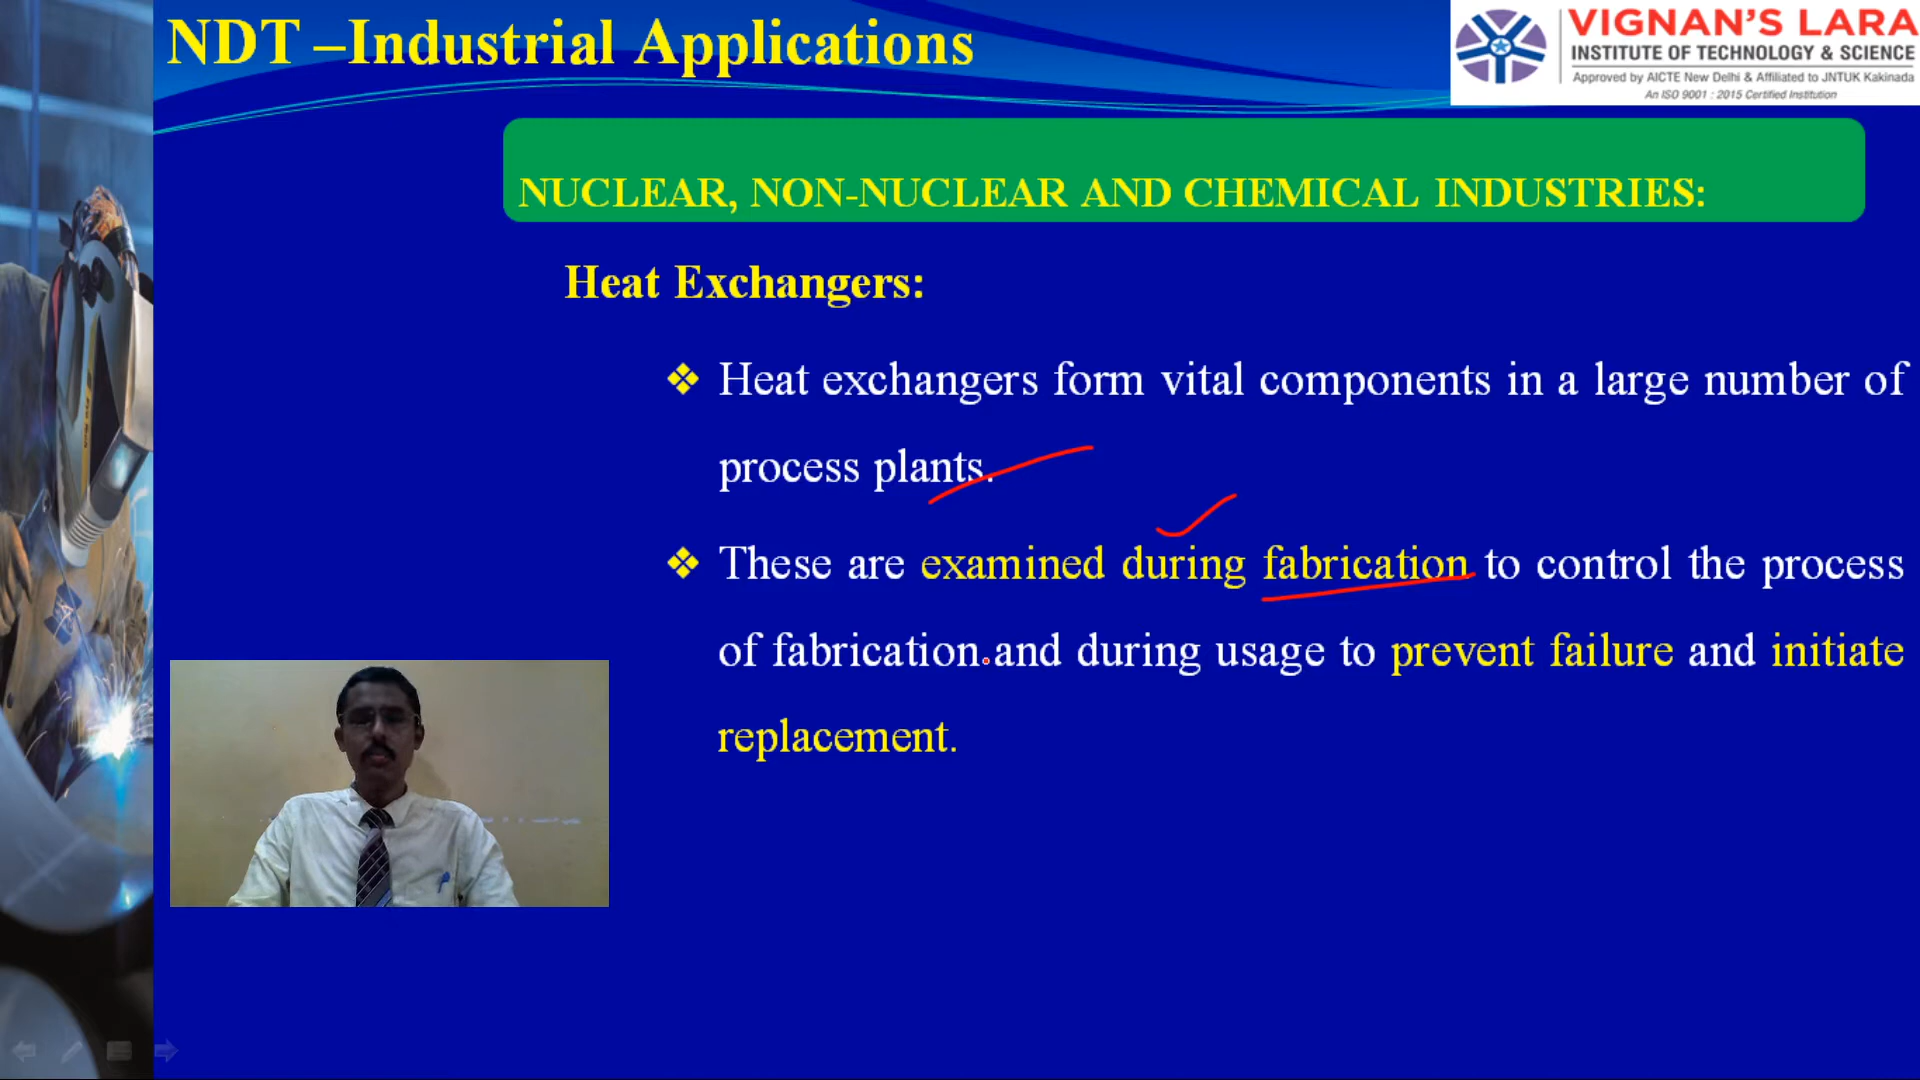 NDT –Industrial Applications
VIGNAN'S LARA
INSTITUTE OF TECHNOLOGY & SCIENCE
Approved by AICTE New Delhi & Affiliated to JNTUK Kakinada
An ISO 9001 : 2015 Certified Institution
NUCLEAR, NON-NUCLEAR AND CHEMICAL INDUSTRIES:
Heat Exchangers:
❖ Heat exchangers form vital components in a large number of
process plants.
❖ These are examined during fabrication to control the process
of fabrication and during usage to prevent failure and initiate
replacement.